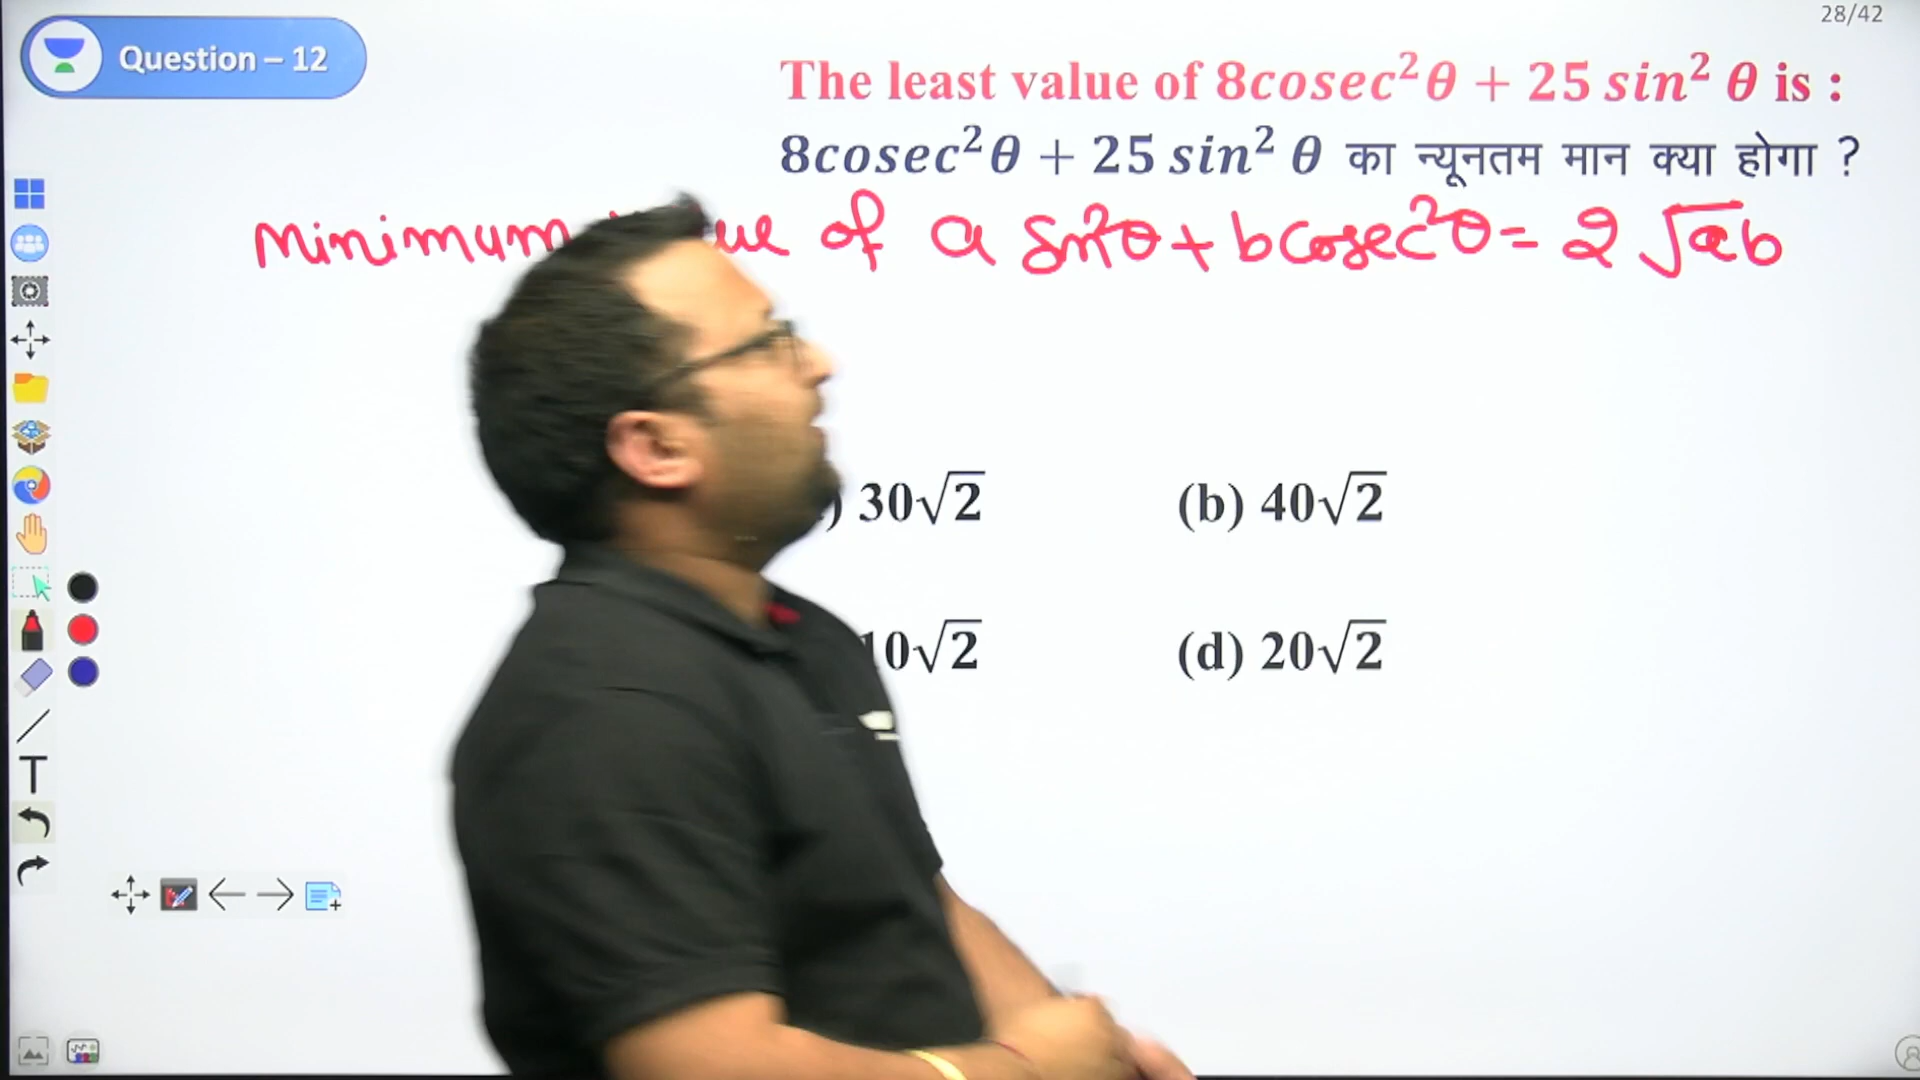 28/42
Question – 12
The least value of 8cosec²θ + 25 sin² θ is :
8cosec²θ + 25 sin² θ का न्यूनतम मान क्या होगा ?
Minimum of a sin²θ + b cosec²θ = 2 √ab
) 30√2 (b) 40√2
10√2 (d) 20√2
T